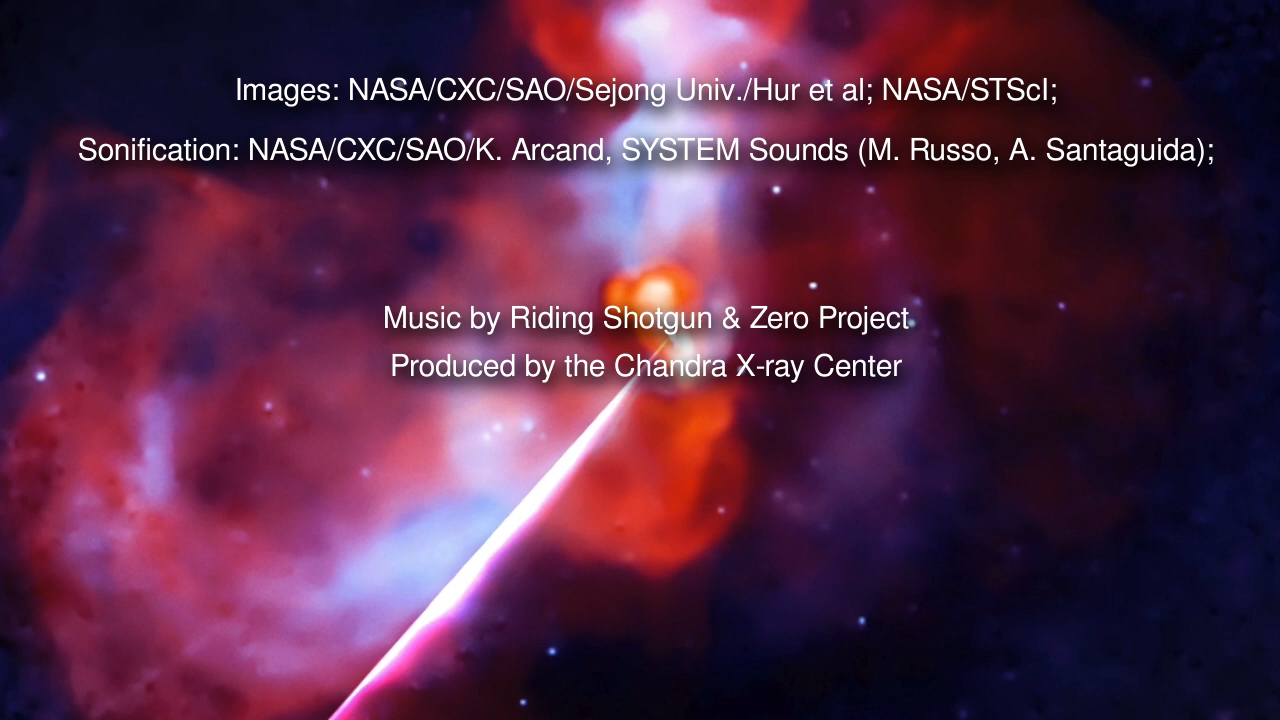 Images: NASA/CXC/SAO/Sejong Univ./Hur et al; NASA/STScI;
Sonification: NASA/CXC/SAO/K. Arcand, SYSTEM Sounds (M. Russo, A. Santaguida);
Music by Riding Shotgun & Zero Project
Produced by the Chandra X-ray Center